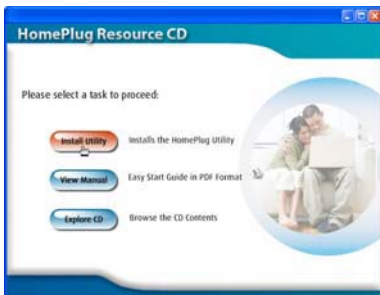 HomePlug Resource CD
Please select a task to proceed:
Install Utility Installs the HomePlug Utility
View Manual Easy Start Guide in PDF Format
Explore CD Browse the CD Contents